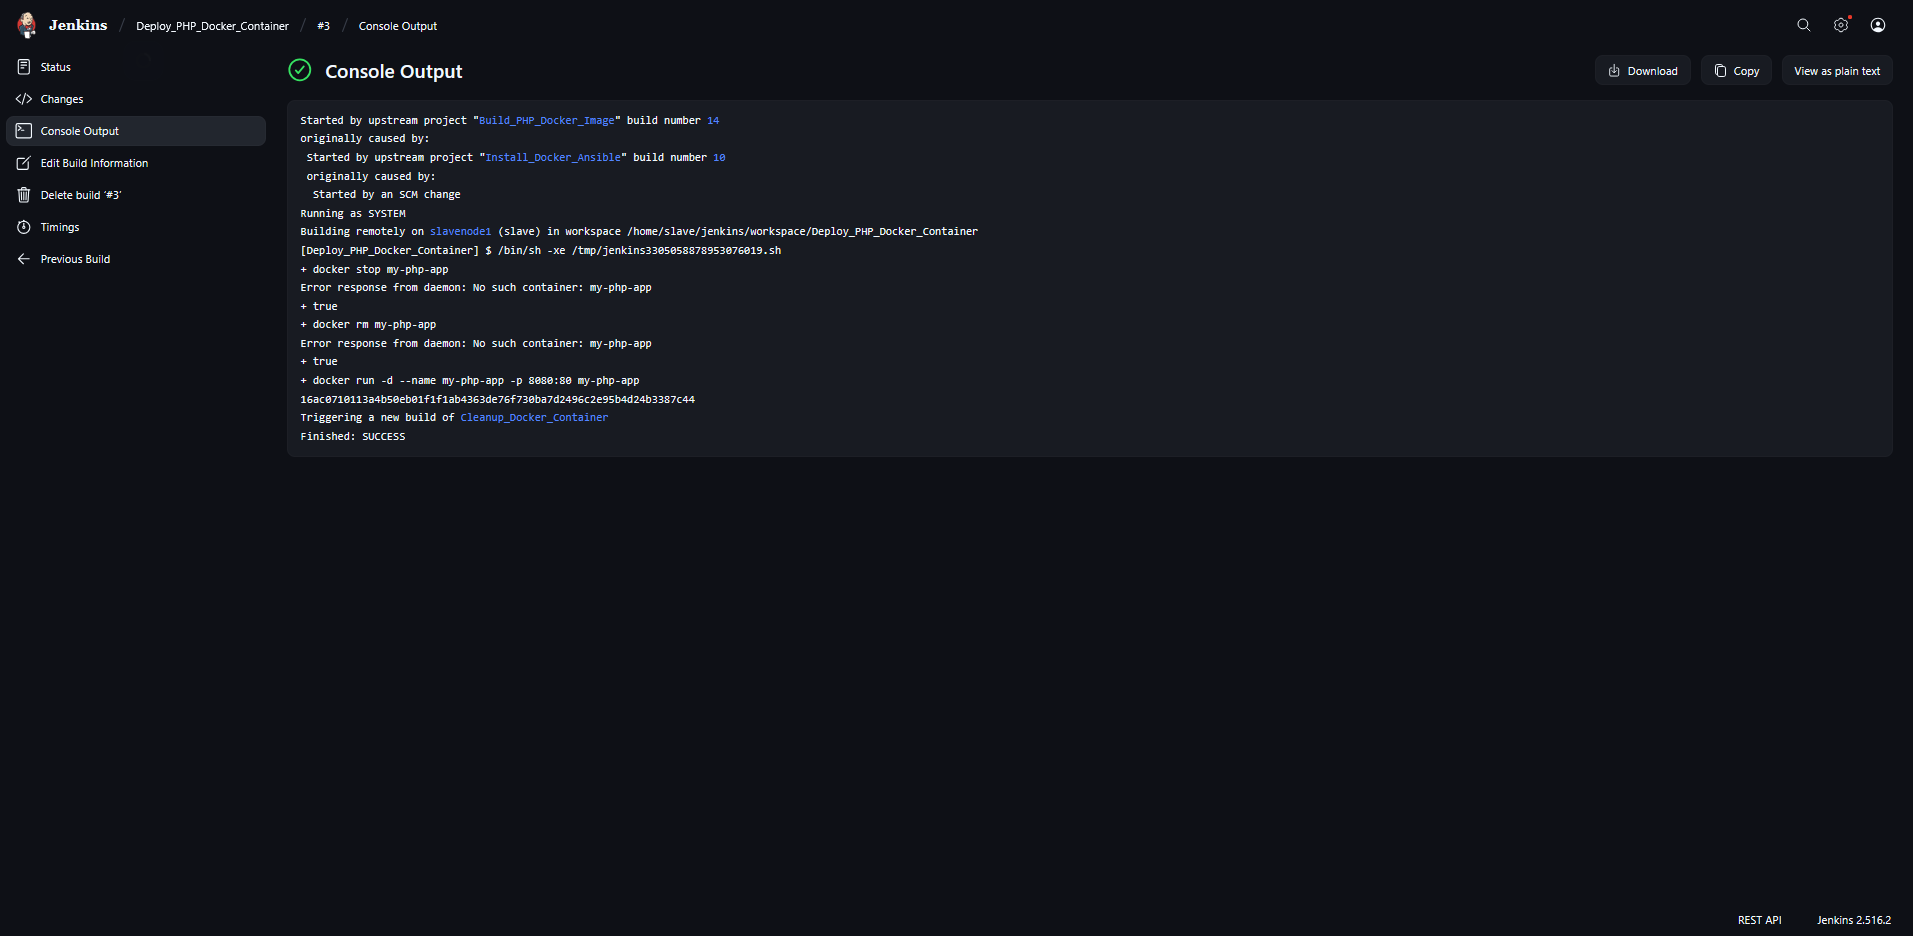 Jenkins / Deploy_PHP_Docker_Container / #3 / Console Output
Status
Changes
Console Output
Edit Build Information
Delete build ‘#3’
Timings
Previous Build
Console Output
Download
Copy
View as plain text
Started by upstream project "Build_PHP_Docker_Image" build number 14
originally caused by:
 Started by upstream project "Install_Docker_Ansible" build number 10
 originally caused by:
  Started by an SCM change
Running as SYSTEM
Building remotely on slavenode1 (slave) in workspace /home/slave/jenkins/workspace/Deploy_PHP_Docker_Container
[Deploy_PHP_Docker_Container] $ /bin/sh -xe /tmp/jenkins3305058878953076019.sh
+ docker stop my-php-app
Error response from daemon: No such container: my-php-app
+ true
+ docker rm my-php-app
Error response from daemon: No such container: my-php-app
+ true
+ docker run -d --name my-php-app -p 8080:80 my-php-app
16ac0710113a4b50eb01f1f1ab4363de76f730ba7d2496c2e95b4d24b3387c44
Triggering a new build of Cleanup_Docker_Container
Finished: SUCCESS
REST API
Jenkins 2.516.2